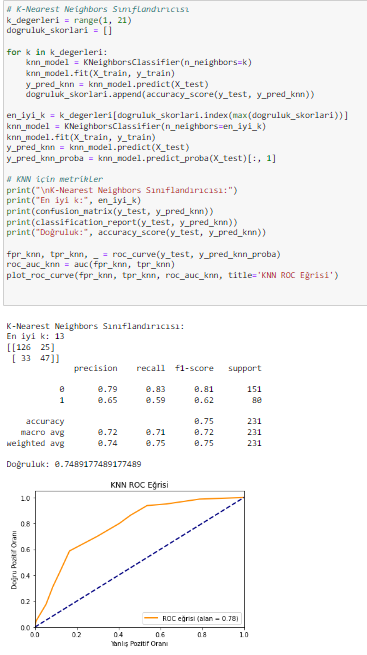 # K-Nearest Neighbors Sınıflandırıcısı
k_degerleri = range(1, 21)
dogruluk_skorlari = []
for k in k_degerleri:
    knn_model = KNeighborsClassifier(n_neighbors=k)
    knn_model.fit(X_train, y_train)
    y_pred_knn = knn_model.predict(X_test)
    dogruluk_skorlari.append(accuracy_score(y_test, y_pred_knn))
en_iyi_k = k_degerleri[dogruluk_skorlari.index(max(dogruluk_skorlari))]
knn_model = KNeighborsClassifier(n_neighbors=en_iyi_k)
knn_model.fit(X_train, y_train)
y_pred_knn = knn_model.predict(X_test)
y_pred_knn_proba = knn_model.predict_proba(X_test)[:, 1]
# KNN için metrikler
print("\nK-Nearest Neighbors Sınıflandırıcısı:")
print("En iyi k:", en_iyi_k)
print(confusion_matrix(y_test, y_pred_knn))
print(classification_report(y_test, y_pred_knn))
print("Doğruluk:", accuracy_score(y_test, y_pred_knn))
fpr_knn, tpr_knn, _ = roc_curve(y_test, y_pred_knn_proba)
roc_auc_knn = auc(fpr_knn, tpr_knn)
plot_roc_curve(fpr_knn, tpr_knn, roc_auc_knn, title='KNN ROC Eğrisi')
K-Nearest Neighbors Sınıflandırıcısı:
En iyi k: 13
[[126  25]
 [ 33  47]]
precision recall f1-score support
0 0.79 0.83 0.81 151
1 0.65 0.59 0.62 80
accuracy 0.75 231
macro avg 0.72 0.71 0.72 231
weighted avg 0.74 0.75 0.75 231
Doğruluk: 0.7489177489177489
KNN ROC Eğrisi
Doğru Pozitif Oranı
1.0
0.8
0.6
0.4
0.2
0.0
ROC eğrisi (alan = 0.78)
0.0 0.2 0.4 0.6 0.8 1.0
Yanlış Pozitif Oranı